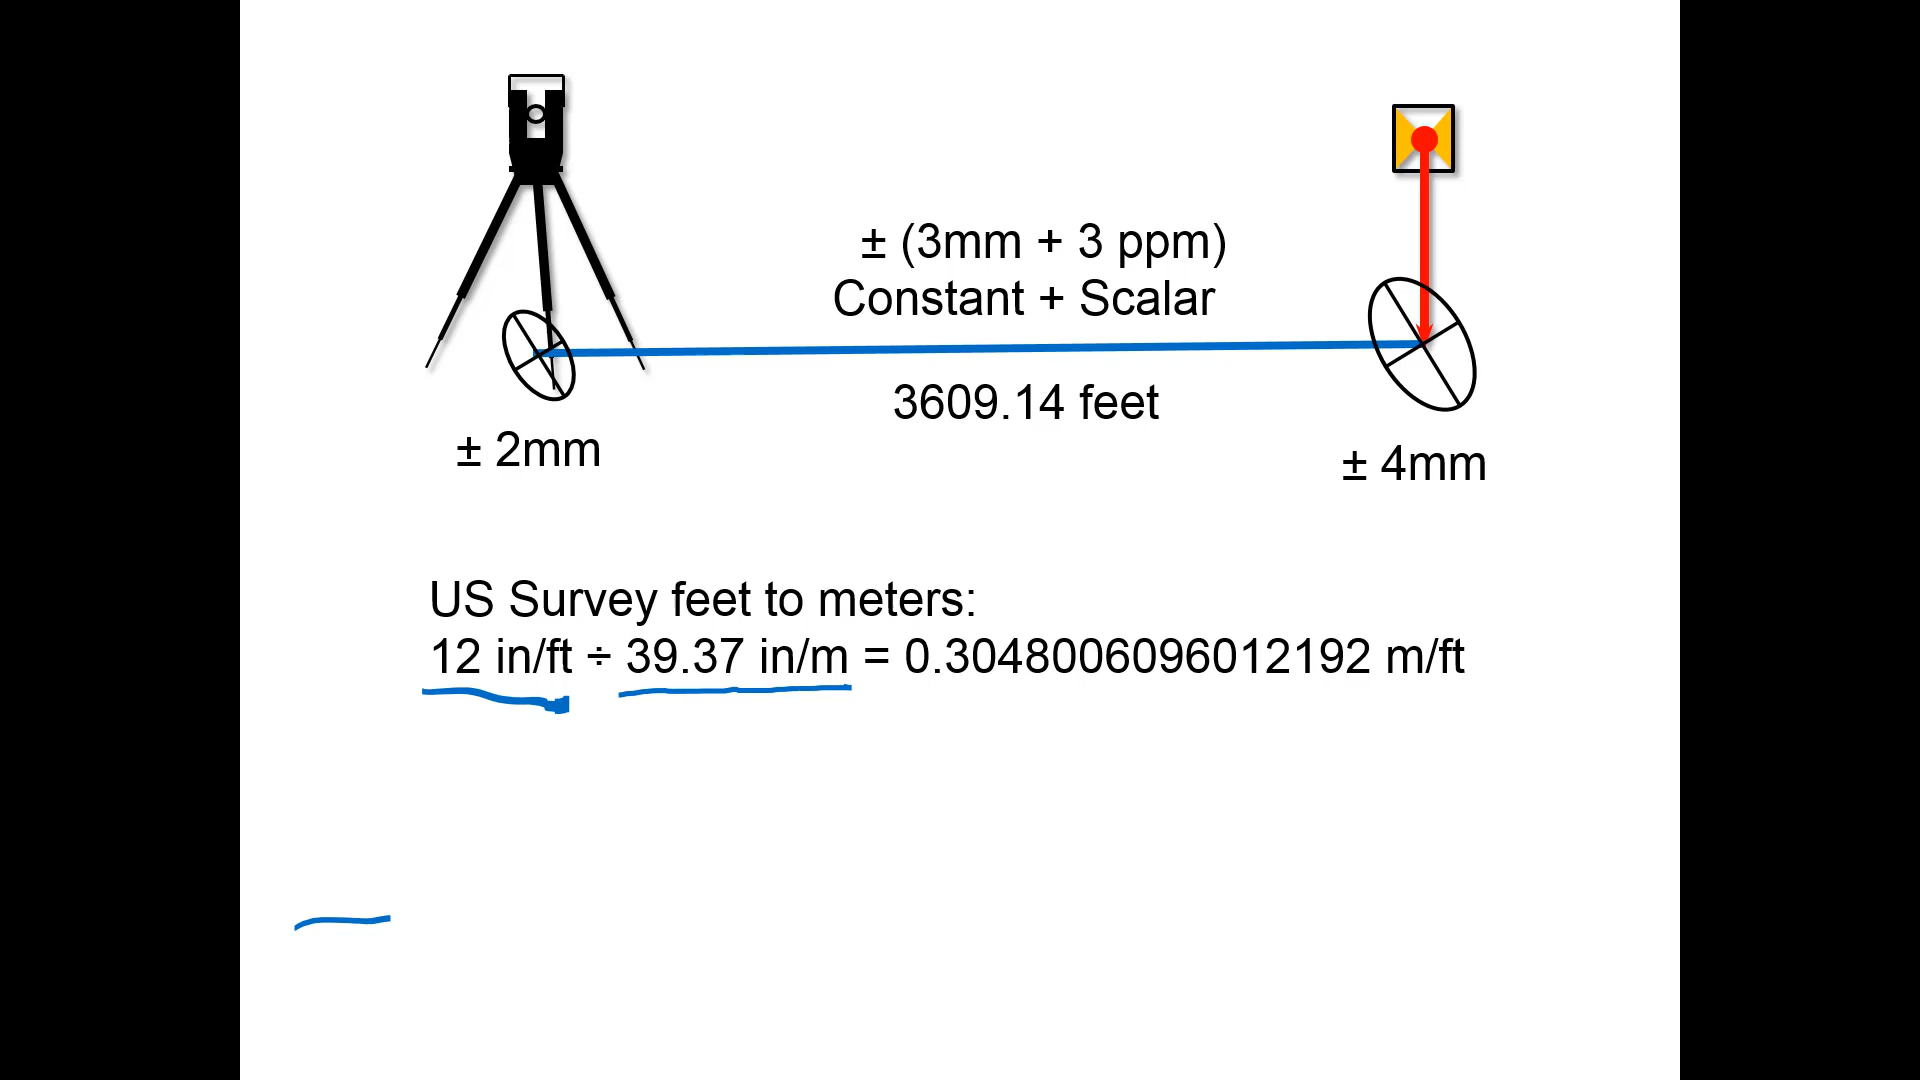 ± (3mm + 3 ppm)
Constant + Scalar
3609.14 feet
± 2mm
± 4mm
US Survey feet to meters:
12 in/ft ÷ 39.37 in/m = 0.3048006096012192 m/ft